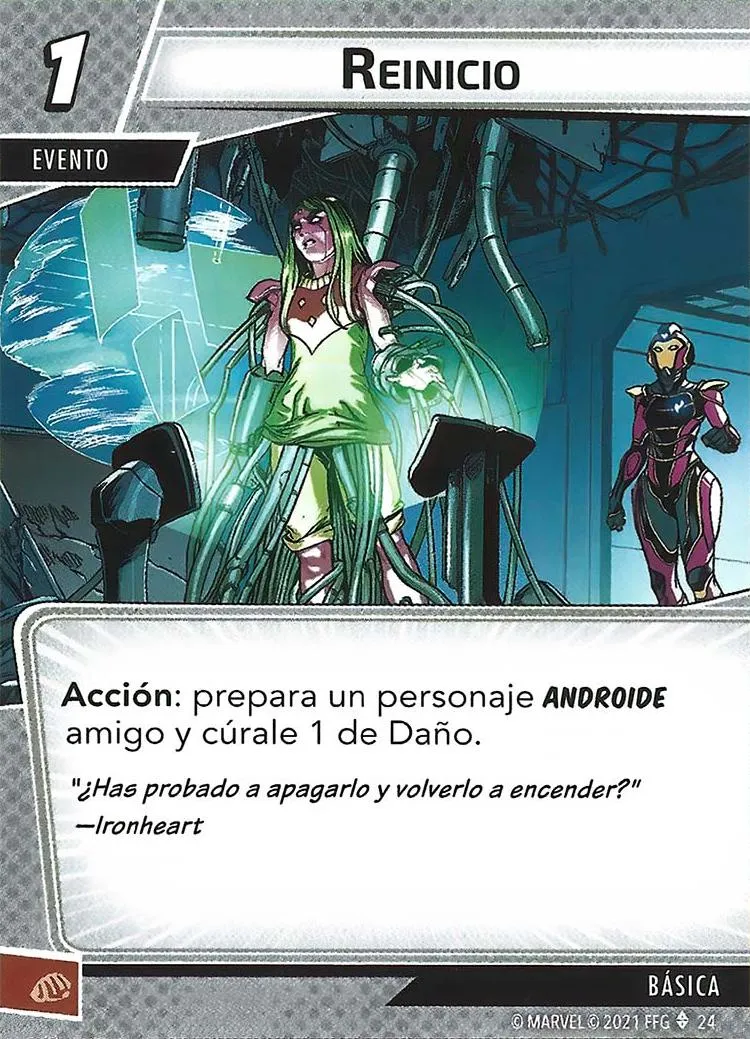 1
REINICIO
EVENTO
Acción: prepara un personaje ANDROIDE
amigo y cúrale 1 de Daño.
"¿Has probado a apagarlo y volverlo a encender?"
—Ironheart
BÁSICA
© MARVEL © 2021 FFG 24